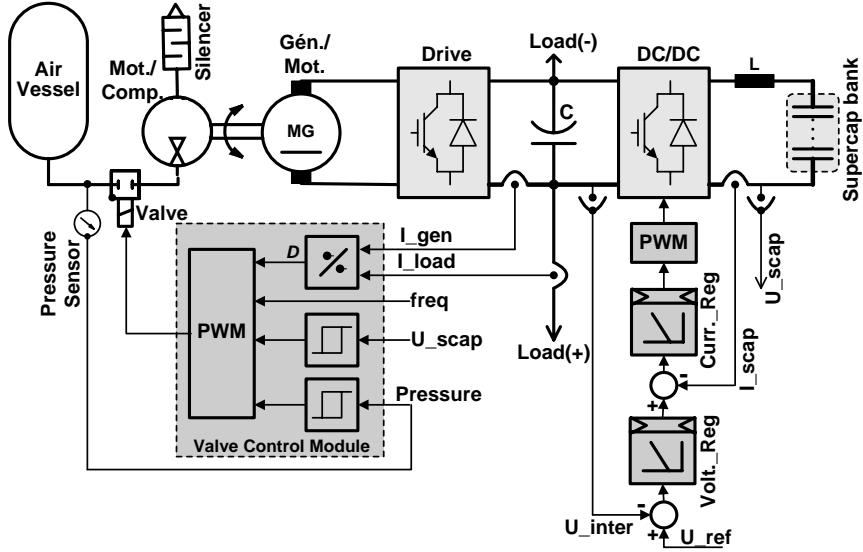 Air
Vessel
Mot./
Comp.
Silencer
Gén./
Mot.
MG
Drive
Load(-)
C
DC/DC
L
Supercap bank
Valve
Pressure
Sensor
PWM
D
I_gen
I_load
freq
U_scap
Pressure
Valve Control Module
Load(+)
PWM
Curr._Reg
U_scap
I_scap
-
+
Volt._Reg
U_inter
-
+
U_ref